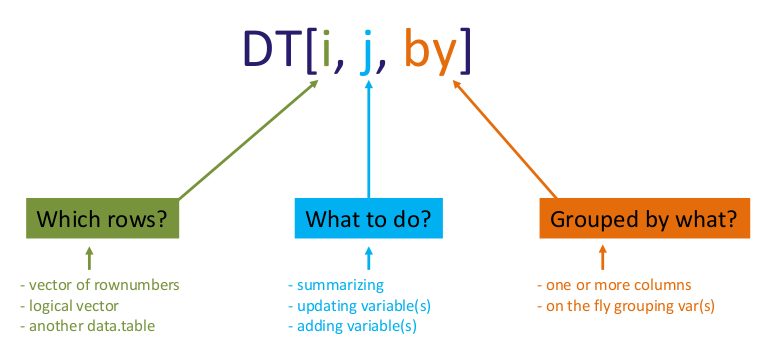 DT[i, j, by]
Which rows?
What to do?
Grouped by what?
- vector of rownumbers
- logical vector
- another data.table
- summarizing
- updating variable(s)
- adding variable(s)
- one or more columns
- on the fly grouping var(s)